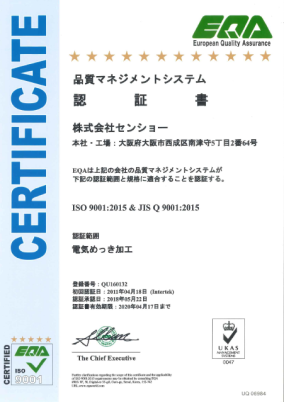 CERTIFICATE
EQA
European Quality Assurance
品質マネジメントシステム
認 証 書
株式会社センショー
本社・工場：大阪府大阪市西成区南津守5丁目2番64号
EQAは上記の会社の品質マネジメントシステムが
下記の認証範囲と規格に適合することを認証する。
ISO 9001:2015 & JIS Q 9001:2015
認証範囲
電気めっき加工
登録番号：QU160132
初回認証日：2011年04月18日 (Intertek)
認証承認日：2018年05月22日
認証書有効期限：2020年04月17日まで
The Chief Executive
CERTIFIED
EQA
ISO
9001
UKAS
MANAGEMENT
SYSTEMS
0047